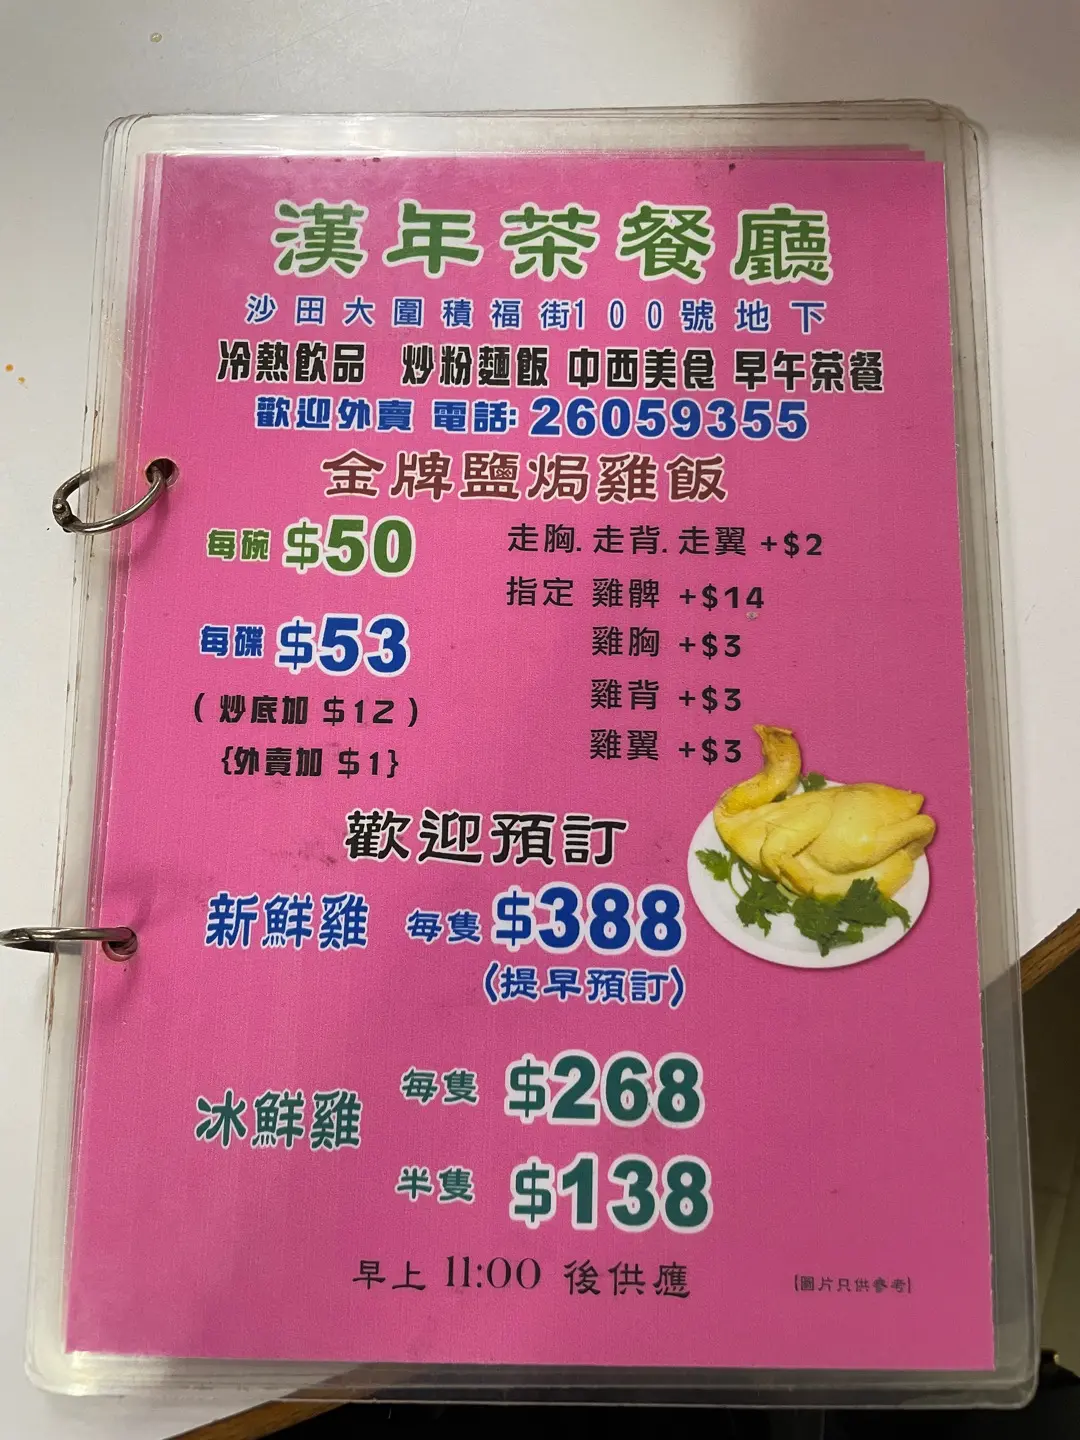 漢年茶餐廳
沙田大圍積福街100號地下
冷熱飲品 炒粉麵飯 中西美食 早午茶餐
歡迎外賣 電話: 26059355
金牌鹽焗雞飯
每碗 $50
走胸. 走背. 走翼 +$2
指定 雞髀 +$14
每碟 $53
雞胸 +$3
(炒底加 $12)
雞背 +$3
{外賣加 $1}
雞翼 +$3
歡迎預訂
新鮮雞 每隻 $388
(提早預訂)
冰鮮雞 每隻 $268
半隻 $138
早上 11:00 後供應
[圖片只供參考]